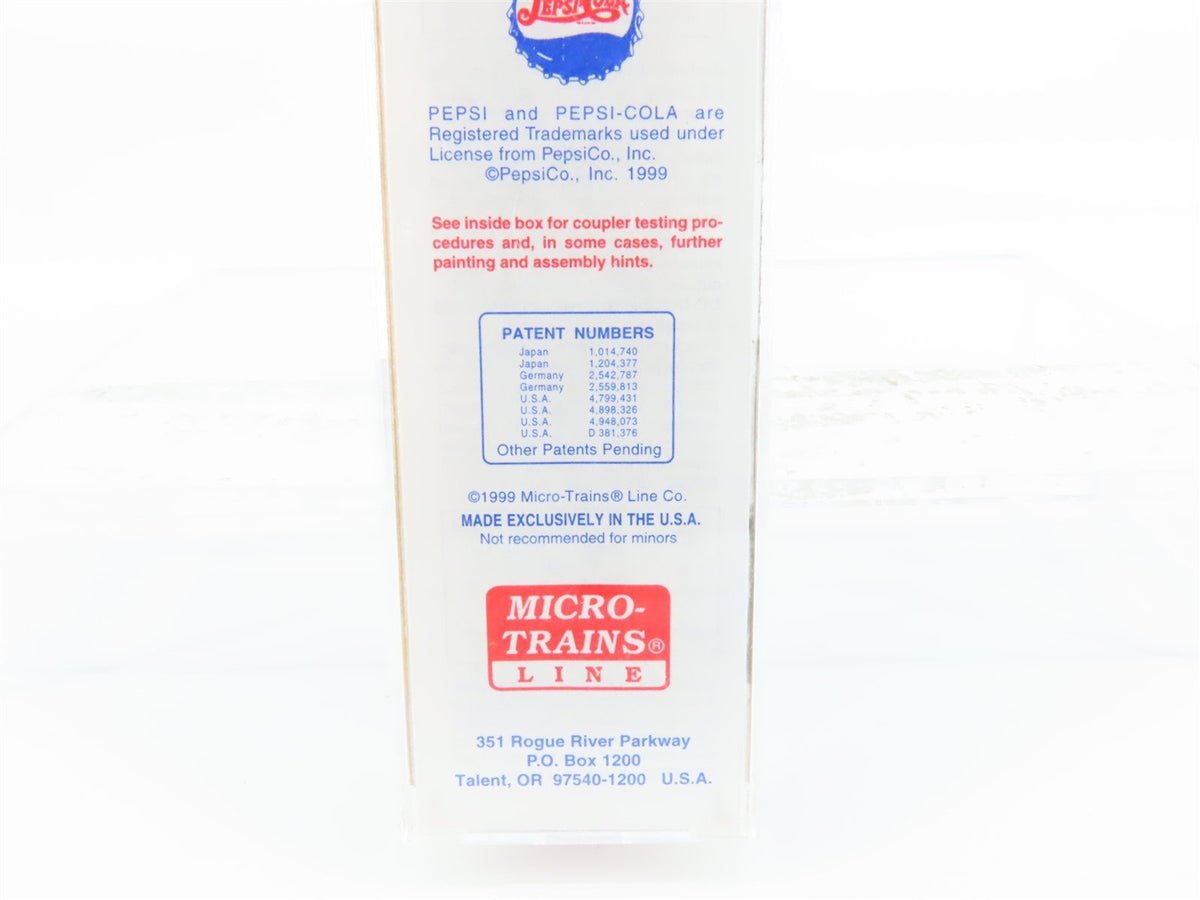 PEPSI-COLA
PEPSI and PEPSI-COLA are
Registered Trademarks used under
License from PepsiCo., Inc.
©PepsiCo., Inc. 1999
See inside box for coupler testing pro-
cedures and, in some cases, further
painting and assembly hints.
PATENT NUMBERS
Japan 1,014,740
Japan 1,204,377
Germany 2,542,787
Germany 2,559,813
U.S.A. 4,799,431
U.S.A. 4,898,326
U.S.A. 4,948,073
U.S.A. D 381,376
Other Patents Pending
©1999 Micro-Trains® Line Co.
MADE EXCLUSIVELY IN THE U.S.A.
Not recommended for minors
MICRO-
TRAINS®
LINE
351 Rogue River Parkway
P.O. Box 1200
Talent, OR 97540-1200 U.S.A.